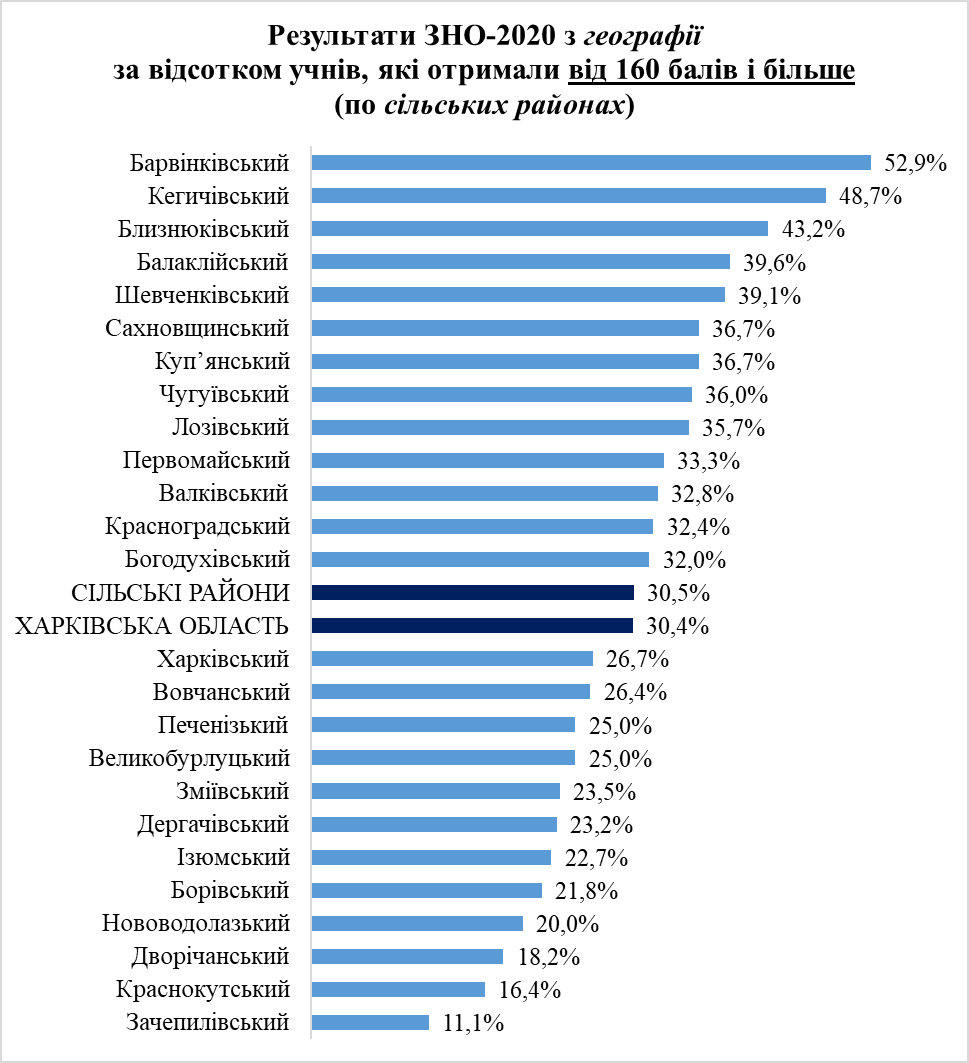 Результати ЗНО-2020 з географії
за відсотком учнів, які отримали від 160 балів і більше
(по сільських районах)
Барвінківський 52,9%
Кегичівський 48,7%
Близнюківський 43,2%
Балаклійський 39,6%
Шевченківський 39,1%
Сахновщинський 36,7%
Куп’янський 36,7%
Чугуївський 36,0%
Лозівський 35,7%
Первомайський 33,3%
Валківський 32,8%
Красноградський 32,4%
Богодухівський 32,0%
СІЛЬСЬКІ РАЙОНИ 30,5%
ХАРКІВСЬКА ОБЛАСТЬ 30,4%
Харківський 26,7%
Вовчанський 26,4%
Печенізький 25,0%
Великобурлуцький 25,0%
Зміївський 23,5%
Дергачівський 23,2%
Ізюмський 22,7%
Борівський 21,8%
Нововодолазький 20,0%
Дворічанський 18,2%
Краснокутський 16,4%
Зачепилівський 11,1%